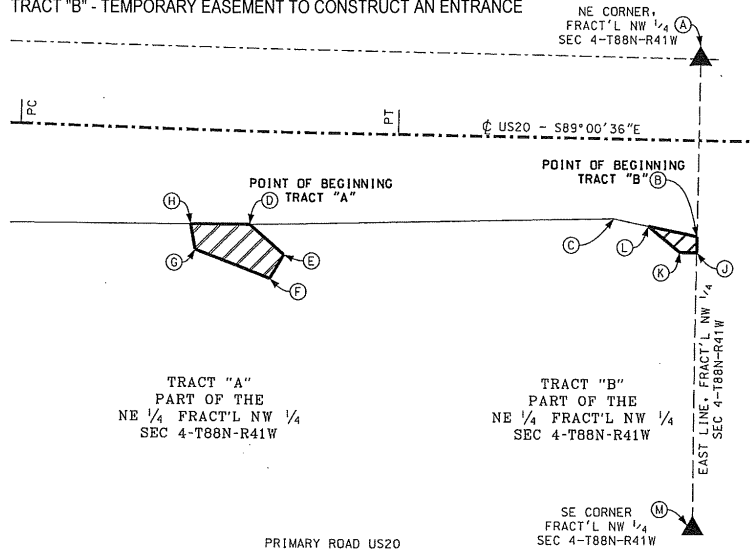 TRACT "B" - TEMPORARY EASEMENT TO CONSTRUCT AN ENTRANCE
NE CORNER,
FRACT'L NW 1/4 A
SEC 4-T88N-R41W
PC
PT
℄ US20 - S89°00'36"E
POINT OF BEGINNING
TRACT "A"
H
D
POINT OF BEGINNING
TRACT "B" B
C
L
G
E
F
K
J
EAST LINE, FRACT'L NW 1/4
SEC 4-T88N-R41W
TRACT "A"
PART OF THE
NE 1/4 FRACT'L NW 1/4
SEC 4-T88N-R41W
TRACT "B"
PART OF THE
NE 1/4 FRACT'L NW 1/4
SEC 4-T88N-R41W
SE CORNER M
FRACT'L NW 1/4
SEC 4-T88N-R41W
PRIMARY ROAD US20